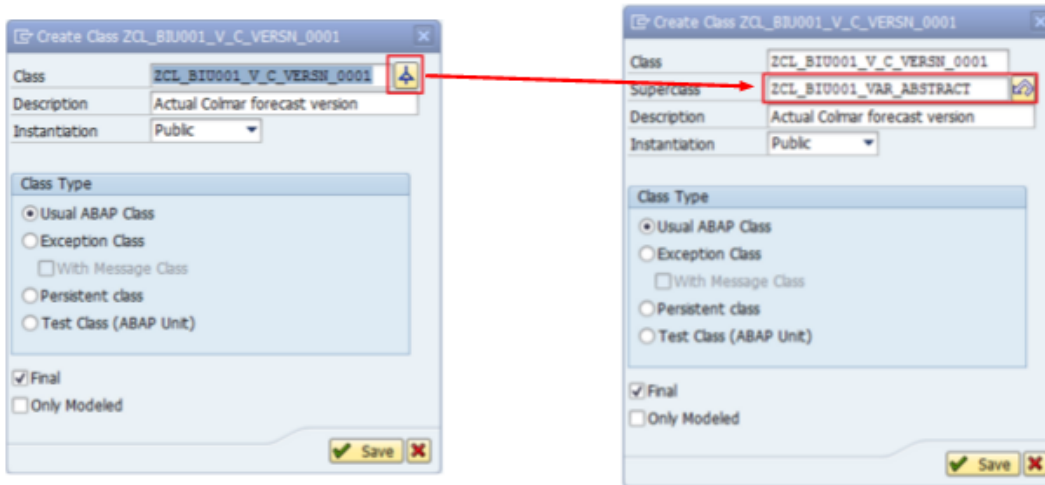 Create Class ZCL_BIU001_V_C_VERSN_0001
Class ZCL_BIU001_V_C_VERSN_0001
Description Actual Colmar forecast version
Instantiation Public
Class Type
Usual ABAP Class
Exception Class
With Message Class
Persistent class
Test Class (ABAP Unit)
Final
Only Modeled
Save
Create Class ZCL_BIU001_V_C_VERSN_0001
Class ZCL_BIU001_V_C_VERSN_0001
Superclass ZCL_BIU001_VAR_ABSTRACT
Description Actual Colmar forecast version
Instantiation Public
Class Type
Usual ABAP Class
Exception Class
With Message Class
Persistent class
Test Class (ABAP Unit)
Final
Only Modeled
Save